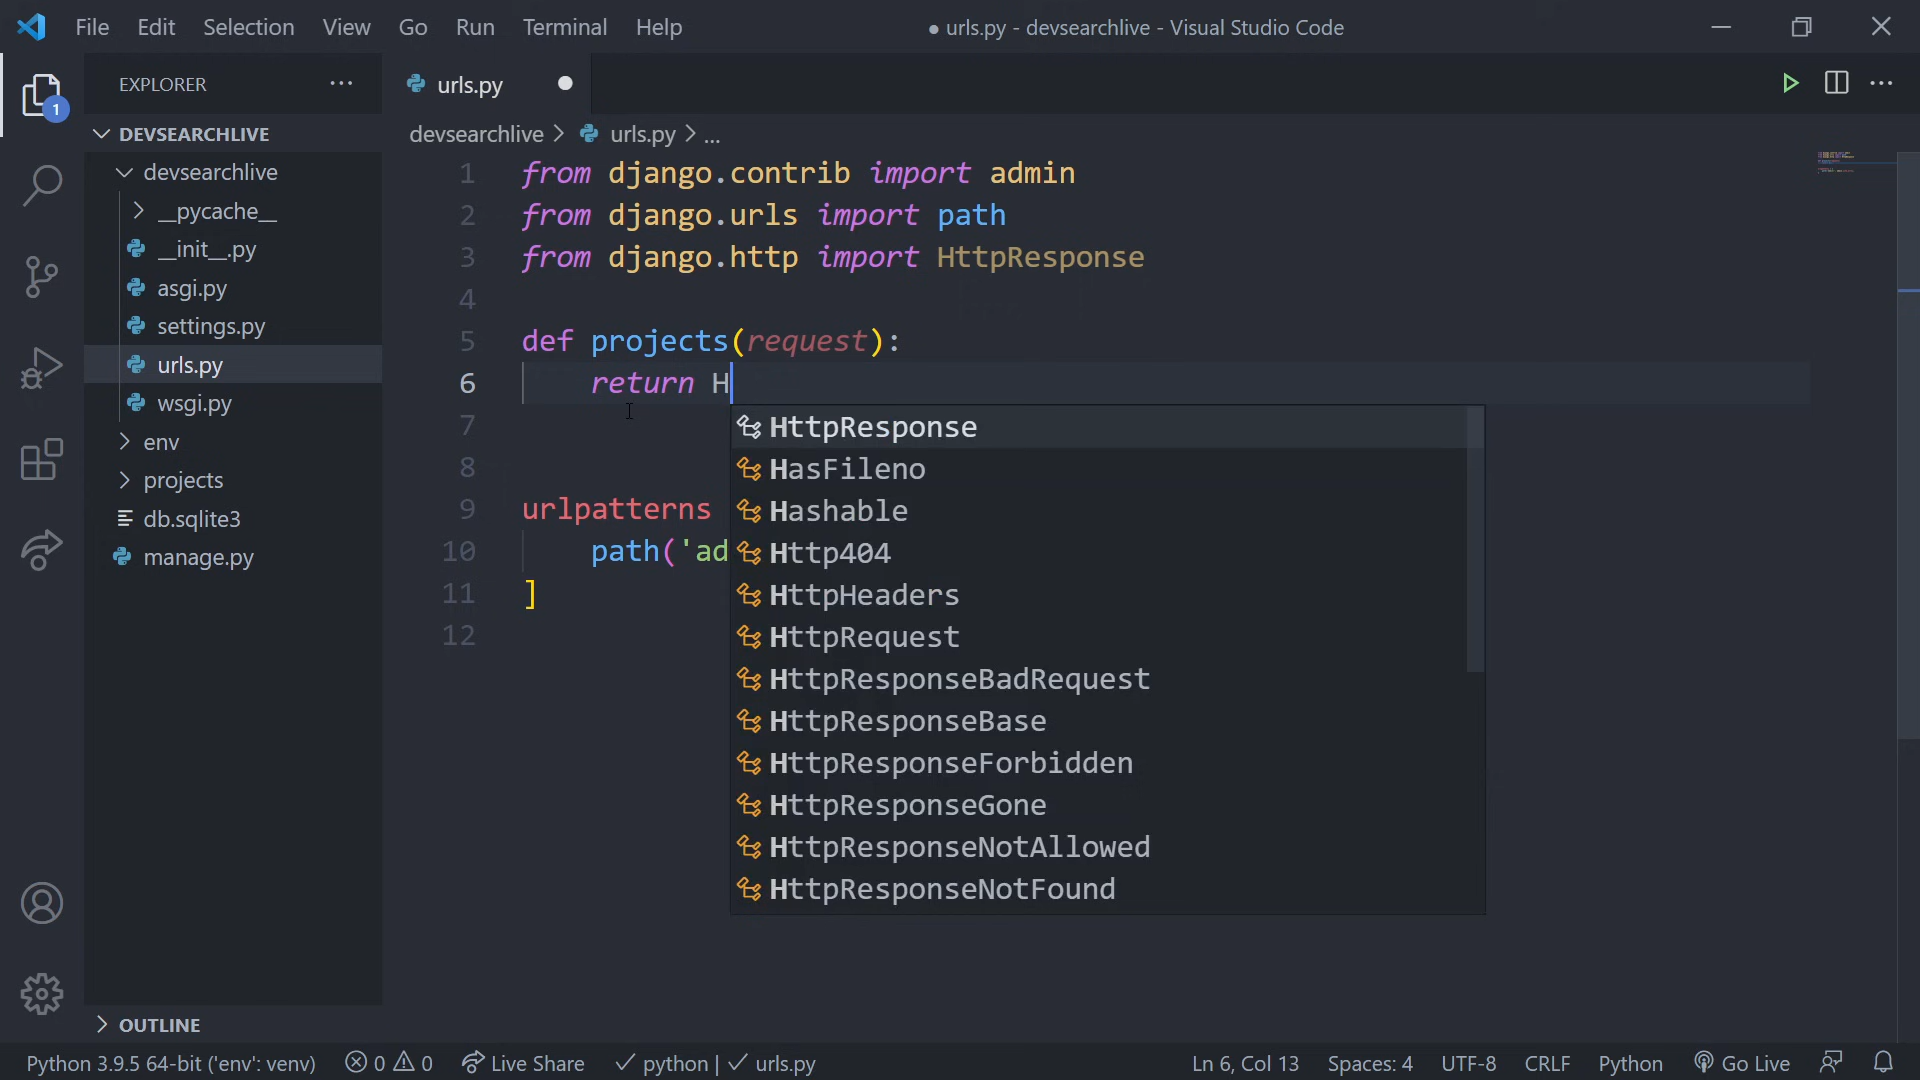 File Edit Selection View Go Run Terminal Help
● urls.py - devsearchlive - Visual Studio Code
EXPLORER ...
urls.py
1
DEVSEARCHLIVE
devsearchlive > urls.py > ...
devsearchlive
__pycache__
__init__.py
asgi.py
settings.py
urls.py
wsgi.py
env
projects
db.sqlite3
manage.py
OUTLINE
1 from django.contrib import admin
2 from django.urls import path
3 from django.http import HttpResponse
4
5 def projects(request):
6 return H
7
8
9 urlpatterns
10 path('ad
11 ]
12
HttpResponse
HasFileno
Hashable
Http404
HttpHeaders
HttpRequest
HttpResponseBadRequest
HttpResponseBase
HttpResponseForbidden
HttpResponseGone
HttpResponseNotAllowed
HttpResponseNotFound
Python 3.9.5 64-bit ('env': venv) 0 0 Live Share ✓ python | ✓ urls.py Ln 6, Col 13 Spaces: 4 UTF-8 CRLF Python Go Live